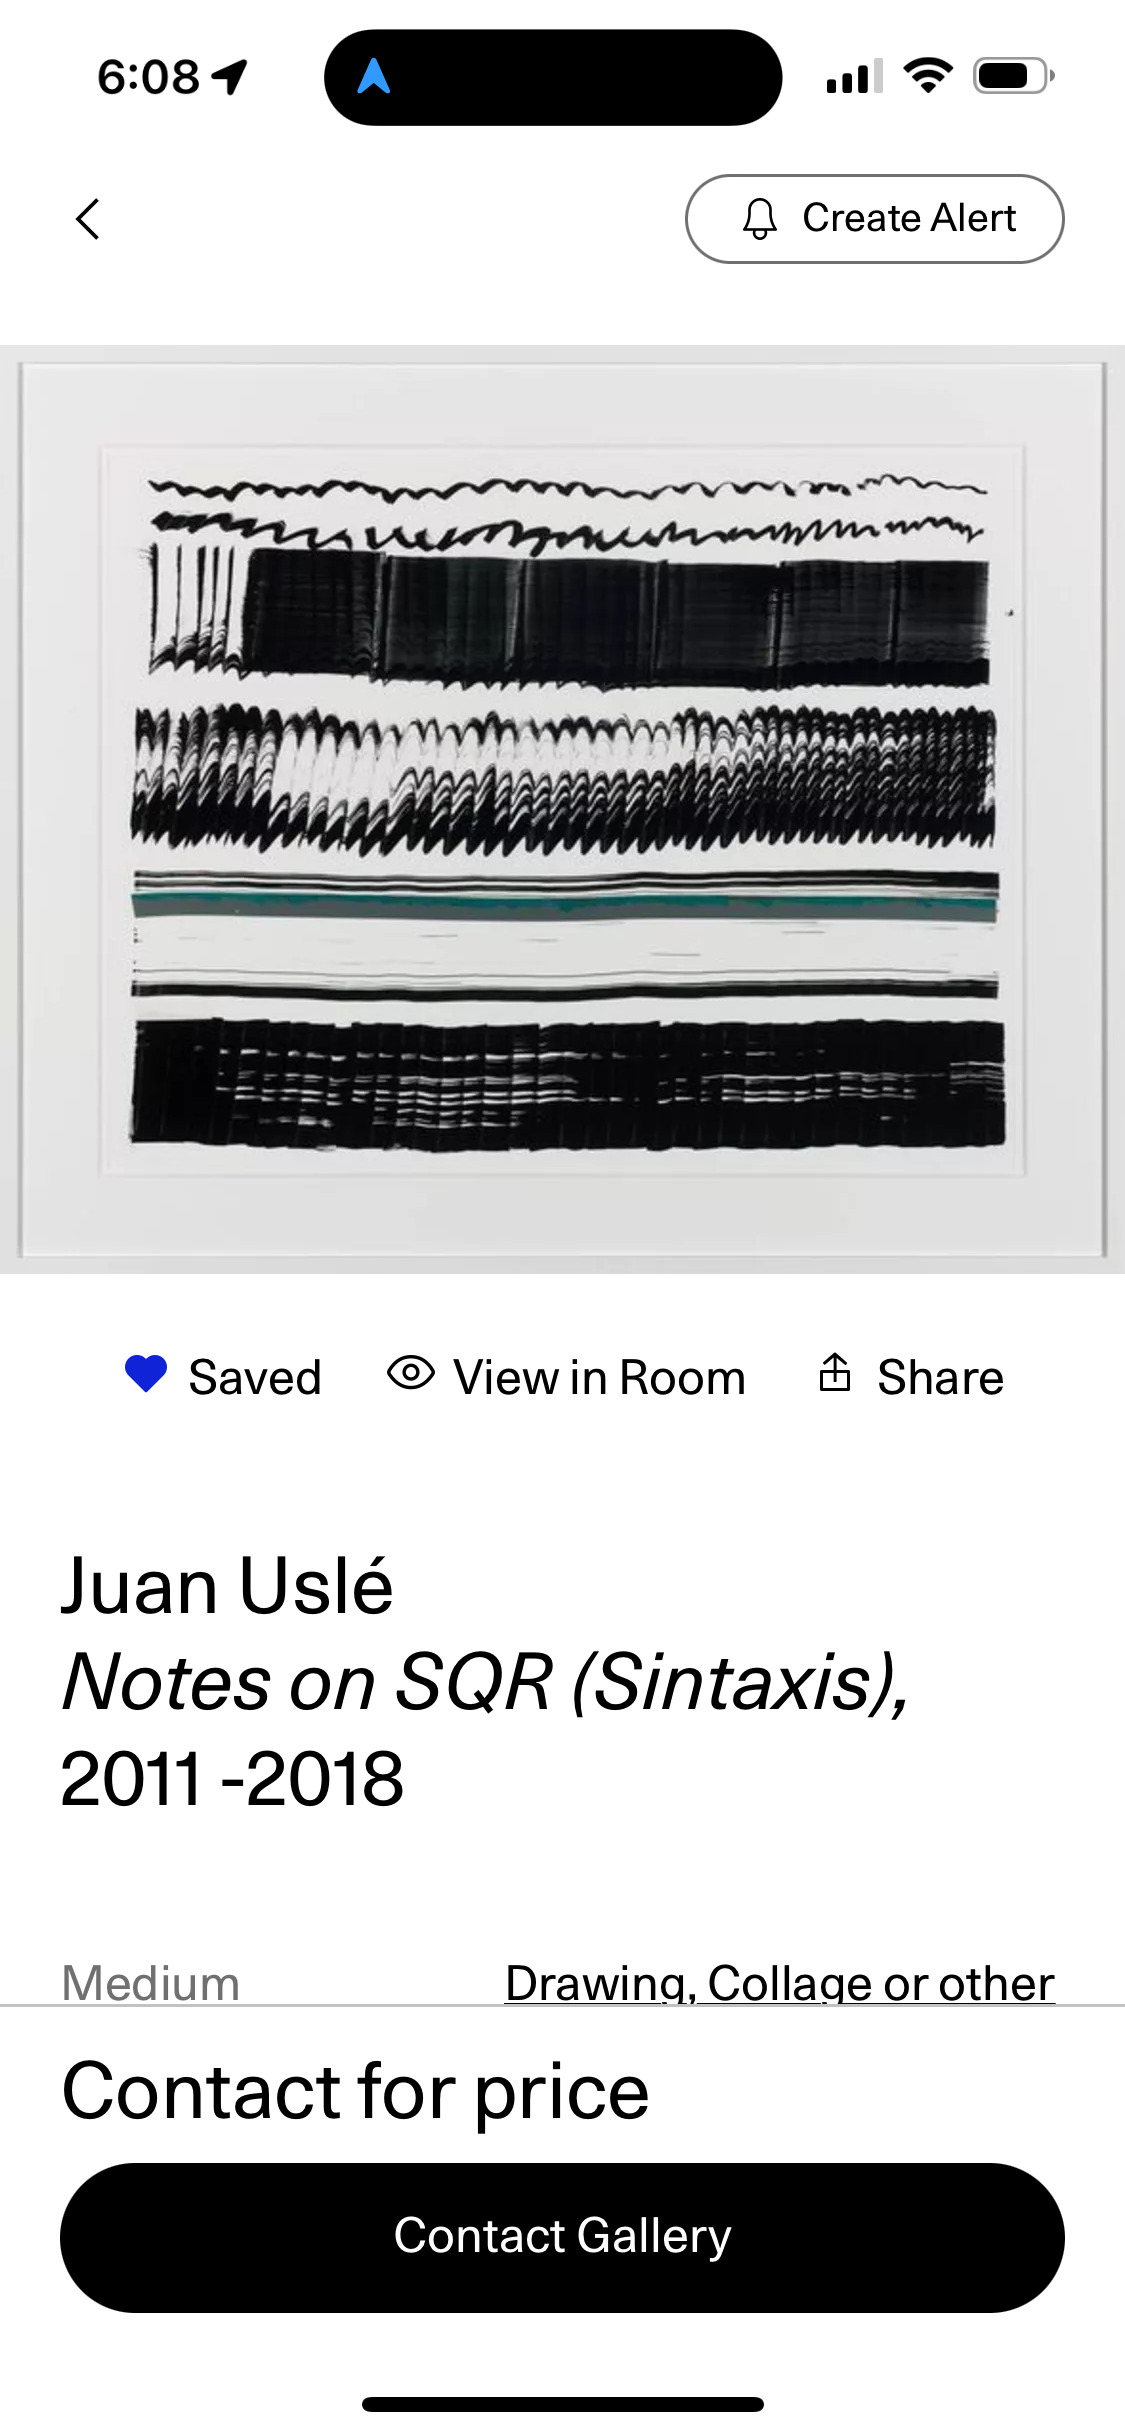 6:08
Create Alert
Saved View in Room Share
Juan Uslé
Notes on SQR (Sintaxis),
2011 -2018
Medium Drawing, Collage or other
Contact for price
Contact Gallery